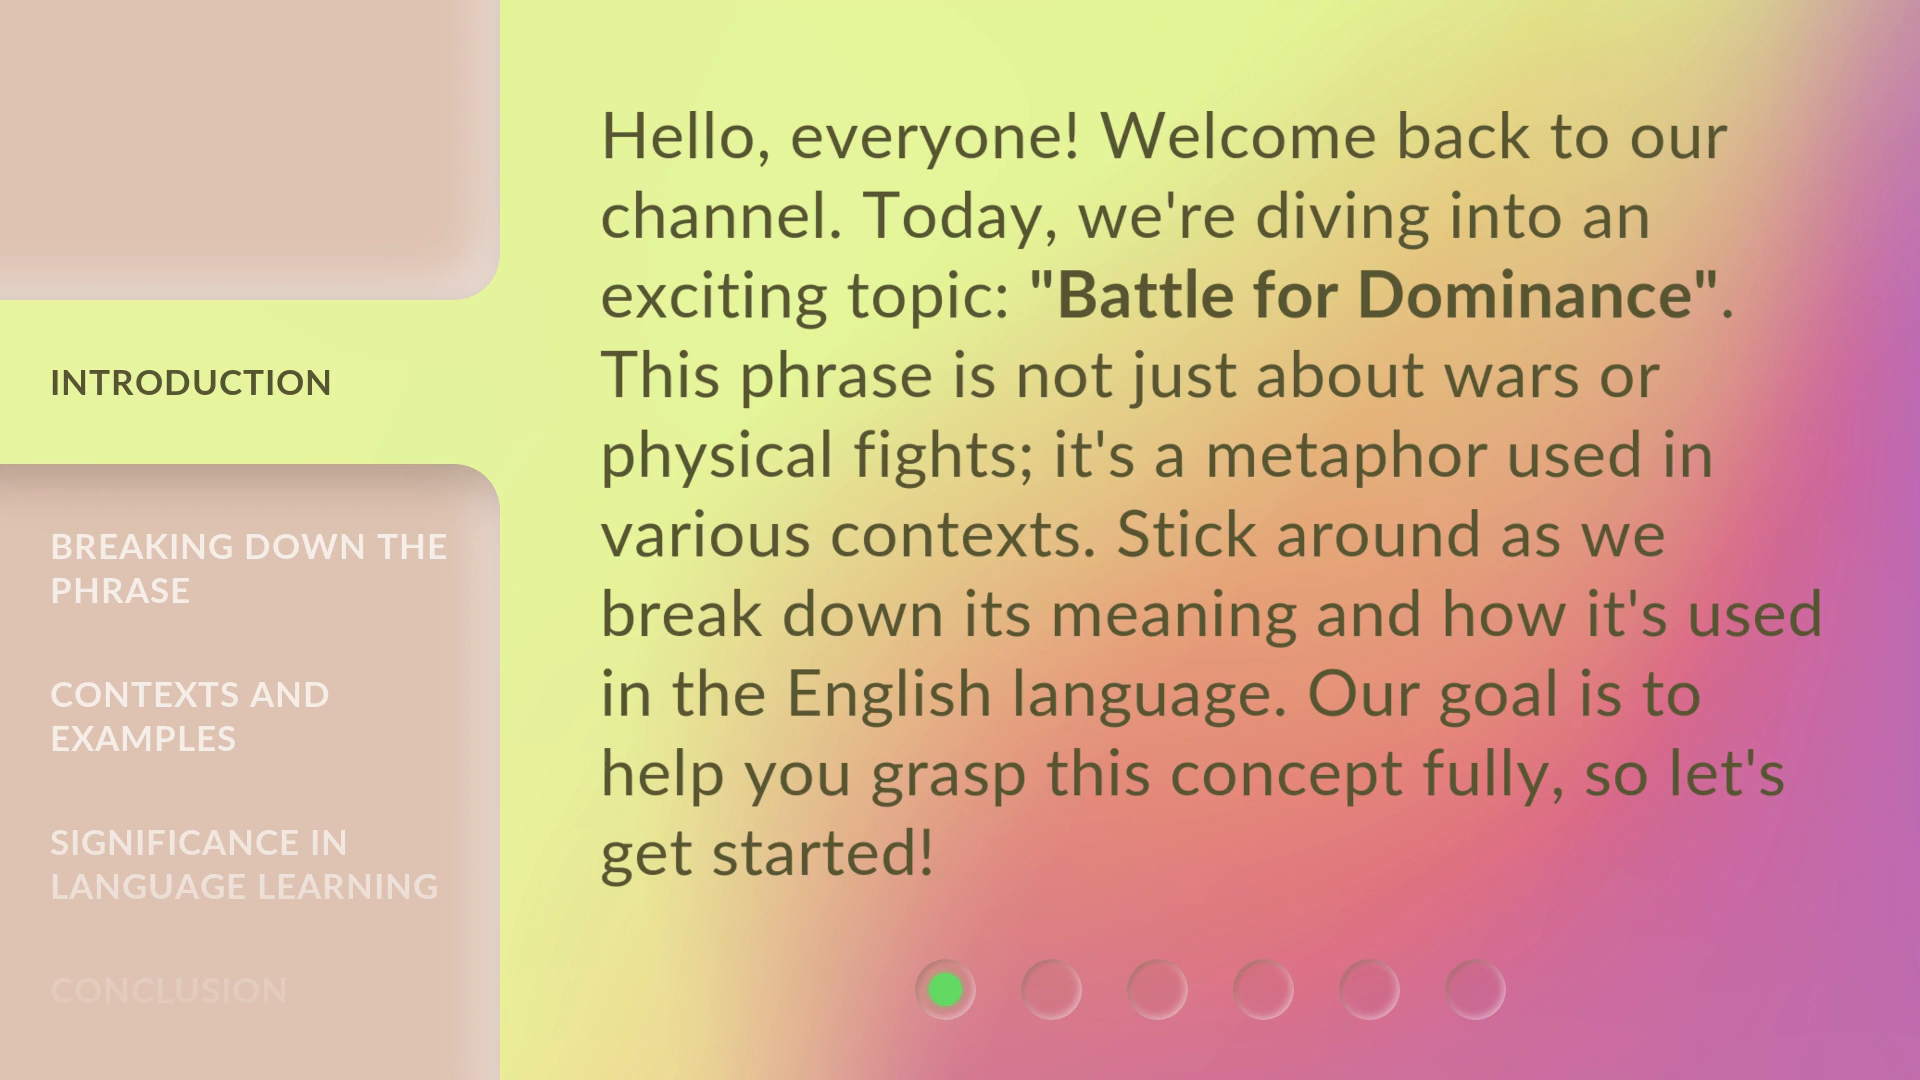 INTRODUCTION
BREAKING DOWN THE
PHRASE
CONTEXTS AND
EXAMPLES
SIGNIFICANCE IN
LANGUAGE LEARNING
CONCLUSION
Hello, everyone! Welcome back to our
channel. Today, we're diving into an
exciting topic: "Battle for Dominance".
This phrase is not just about wars or
physical fights; it's a metaphor used in
various contexts. Stick around as we
break down its meaning and how it's used
in the English language. Our goal is to
help you grasp this concept fully, so let's
get started!